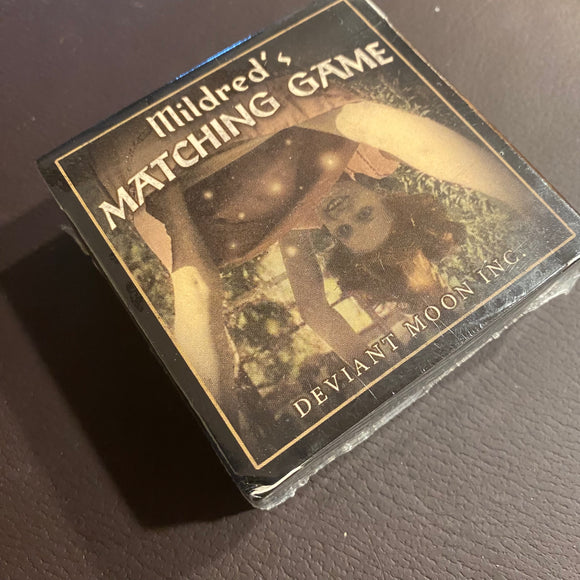 Mildred's
MATCHING GAME
DEVIANT MOON INC.